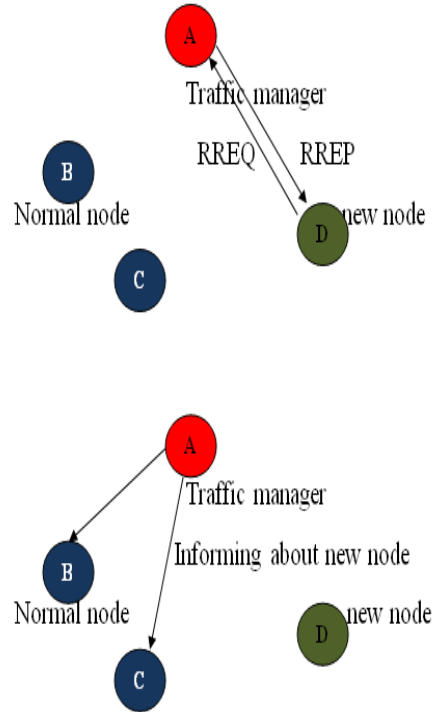 A
Traffic manager
RREQ
RREP
B
Normal node
new node
D
C
A
Traffic manager
Informing about new node
B
Normal node
new node
D
C